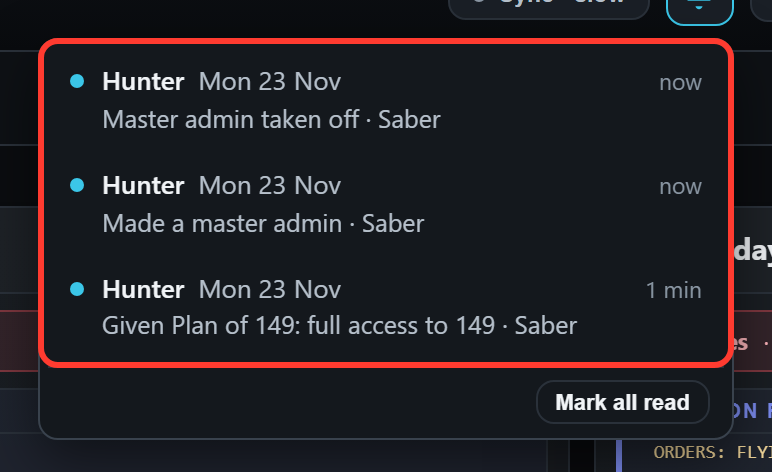 Hunter Mon 23 Nov now
Master admin taken off · Saber
Hunter Mon 23 Nov now
Made a master admin · Saber
Hunter Mon 23 Nov 1 min
Given Plan of 149: full access to 149 · Saber
Mark all read
ORDERS: